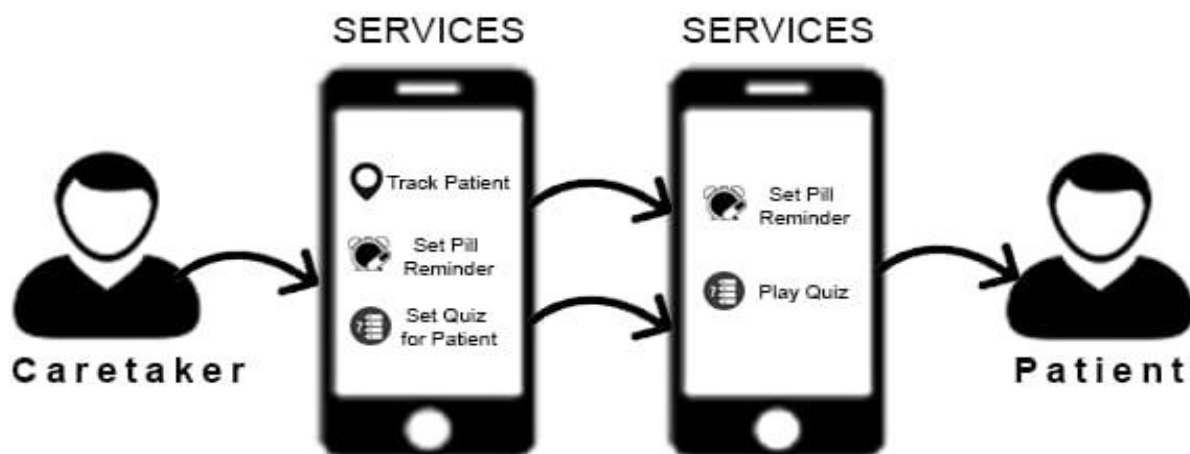 SERVICES
SERVICES
Track Patient
Set Pill
Reminder
Set Quiz
for Patient
Set Pill
Reminder
Play Quiz
Caretaker
Patient